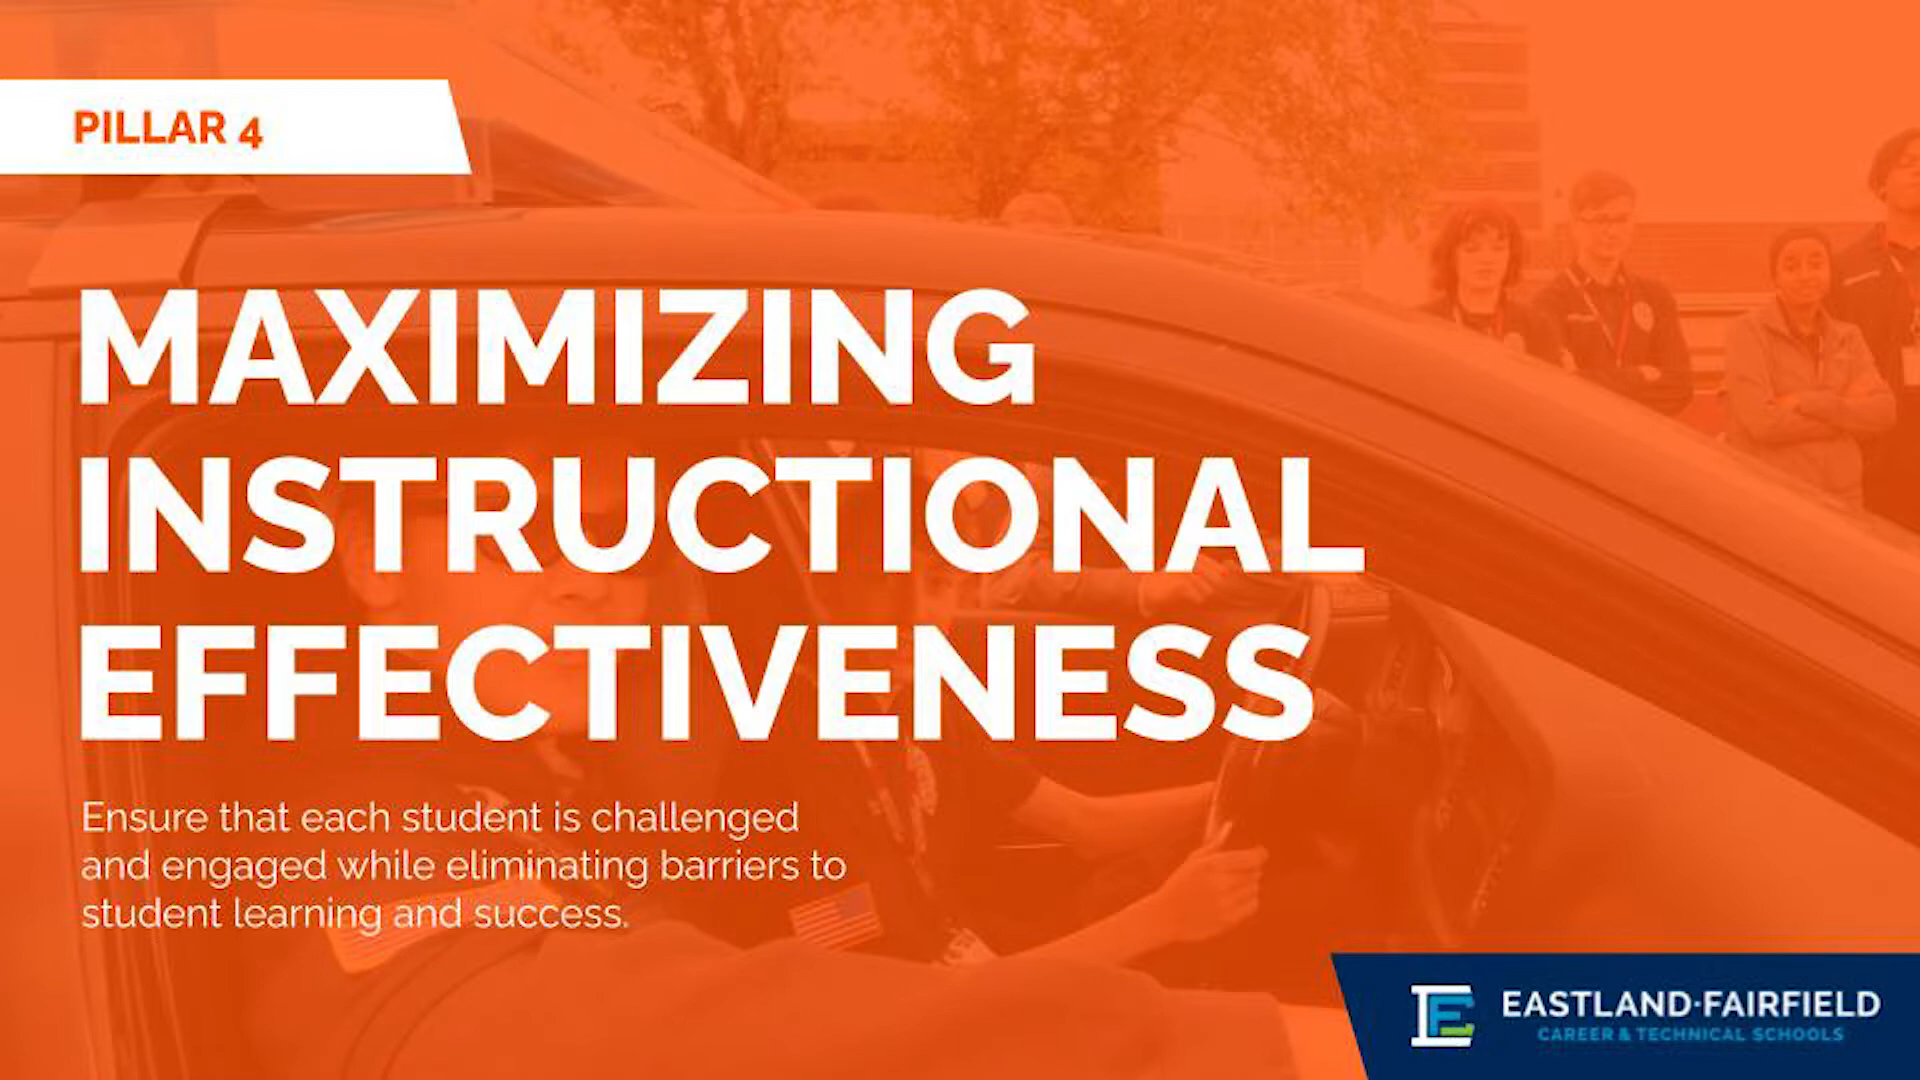 PILLAR 4
MAXIMIZING
INSTRUCTIONAL
EFFECTIVENESS
Ensure that each student is challenged
and engaged while eliminating barriers to
student learning and success.
EASTLAND·FAIRFIELD
CAREER & TECHNICAL SCHOOLS